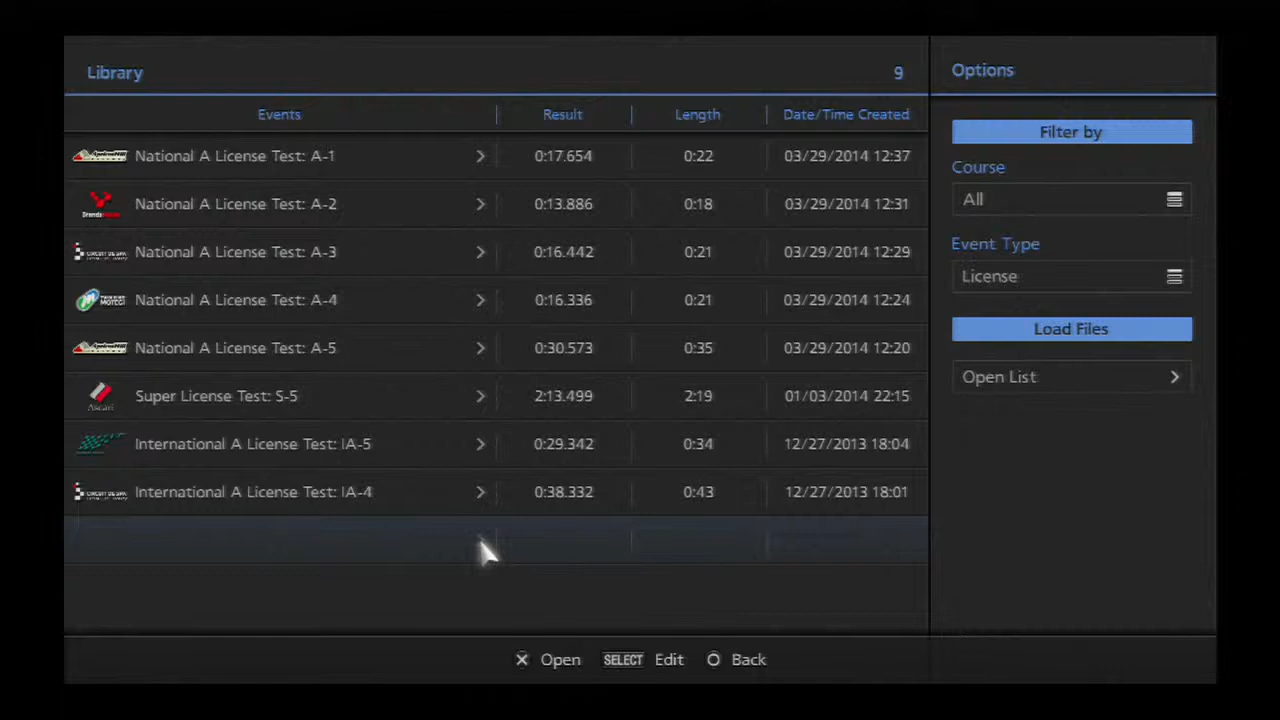 Library 9
Options
Events Result Length Date/Time Created
Filter by
National A License Test: A-1 0:17.654 0:22 03/29/2014 12:37
Course
All
National A License Test: A-2 0:13.886 0:18 03/29/2014 12:31
Event Type
National A License Test: A-3 0:16.442 0:21 03/29/2014 12:29
License
MOTEGI National A License Test: A-4 0:16.336 0:21 03/29/2014 12:24
Load Files
National A License Test: A-5 0:30.573 0:35 03/29/2014 12:20
Open List
Ascari Super License Test: S-5 2:13.499 2:19 01/03/2014 22:15
International A License Test: IA-5 0:29.342 0:34 12/27/2013 18:04
International A License Test: IA-4 0:38.332 0:43 12/27/2013 18:01
X Open SELECT Edit O Back